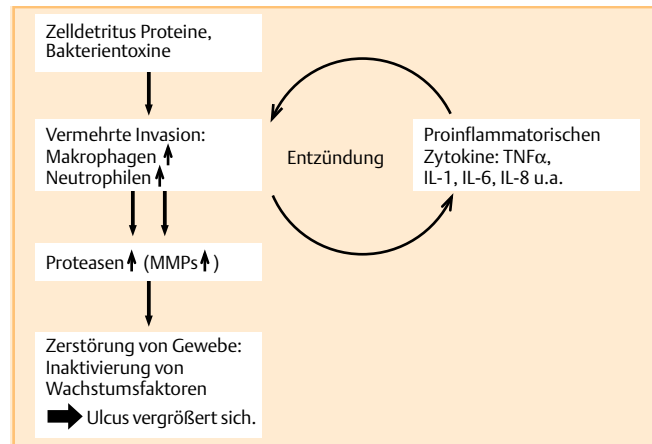 Zelldetritus Proteine,
Bakterientoxine
Vermehrte Invasion:
Makrophagen
Neutrophilen
Entzündung
Proinflammatorischen
Zytokine: TNFα,
IL-1, IL-6, IL-8 u.a.
Proteasen (MMPs)
Zerstörung von Gewebe:
Inaktivierung von
Wachstumsfaktoren
Ulcus vergrößert sich.